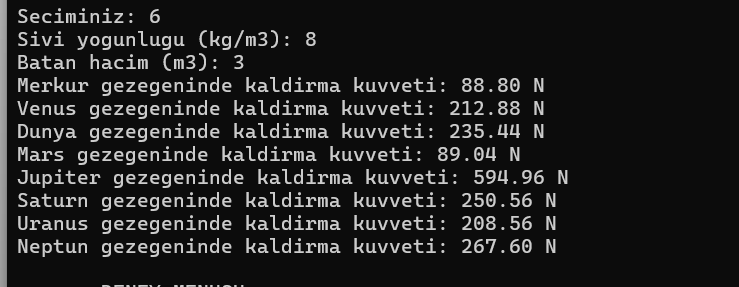 Seciminiz: 6
Sivi yogunlugu (kg/m3): 8
Batan hacim (m3): 3
Merkur gezegeninde kaldirma kuvveti: 88.80 N
Venus gezegeninde kaldirma kuvveti: 212.88 N
Dunya gezegeninde kaldirma kuvveti: 235.44 N
Mars gezegeninde kaldirma kuvveti: 89.04 N
Jupiter gezegeninde kaldirma kuvveti: 594.96 N
Saturn gezegeninde kaldirma kuvveti: 250.56 N
Uranus gezegeninde kaldirma kuvveti: 208.56 N
Neptun gezegeninde kaldirma kuvveti: 267.60 N